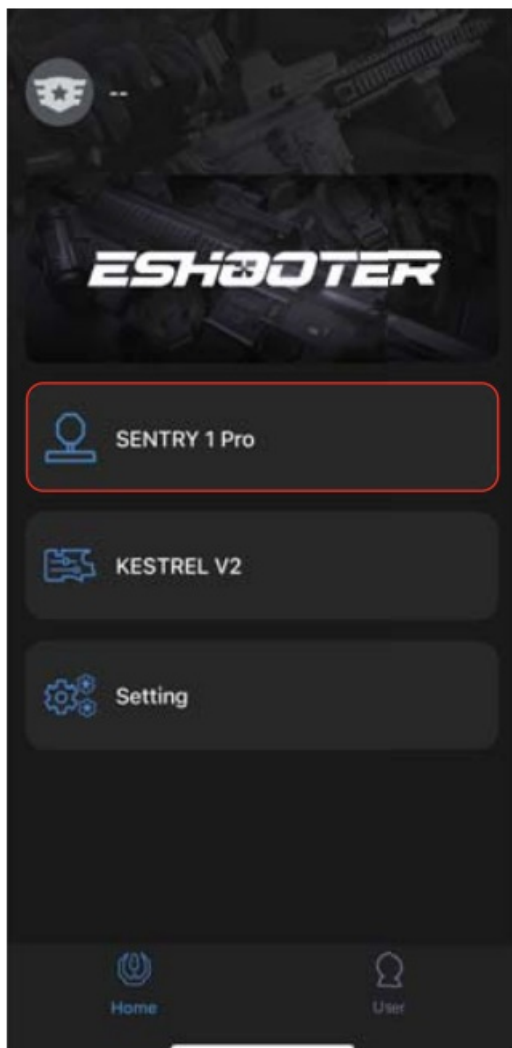 --
ESHOOTER
SENTRY 1 Pro
KESTREL V2
Setting
Home
User